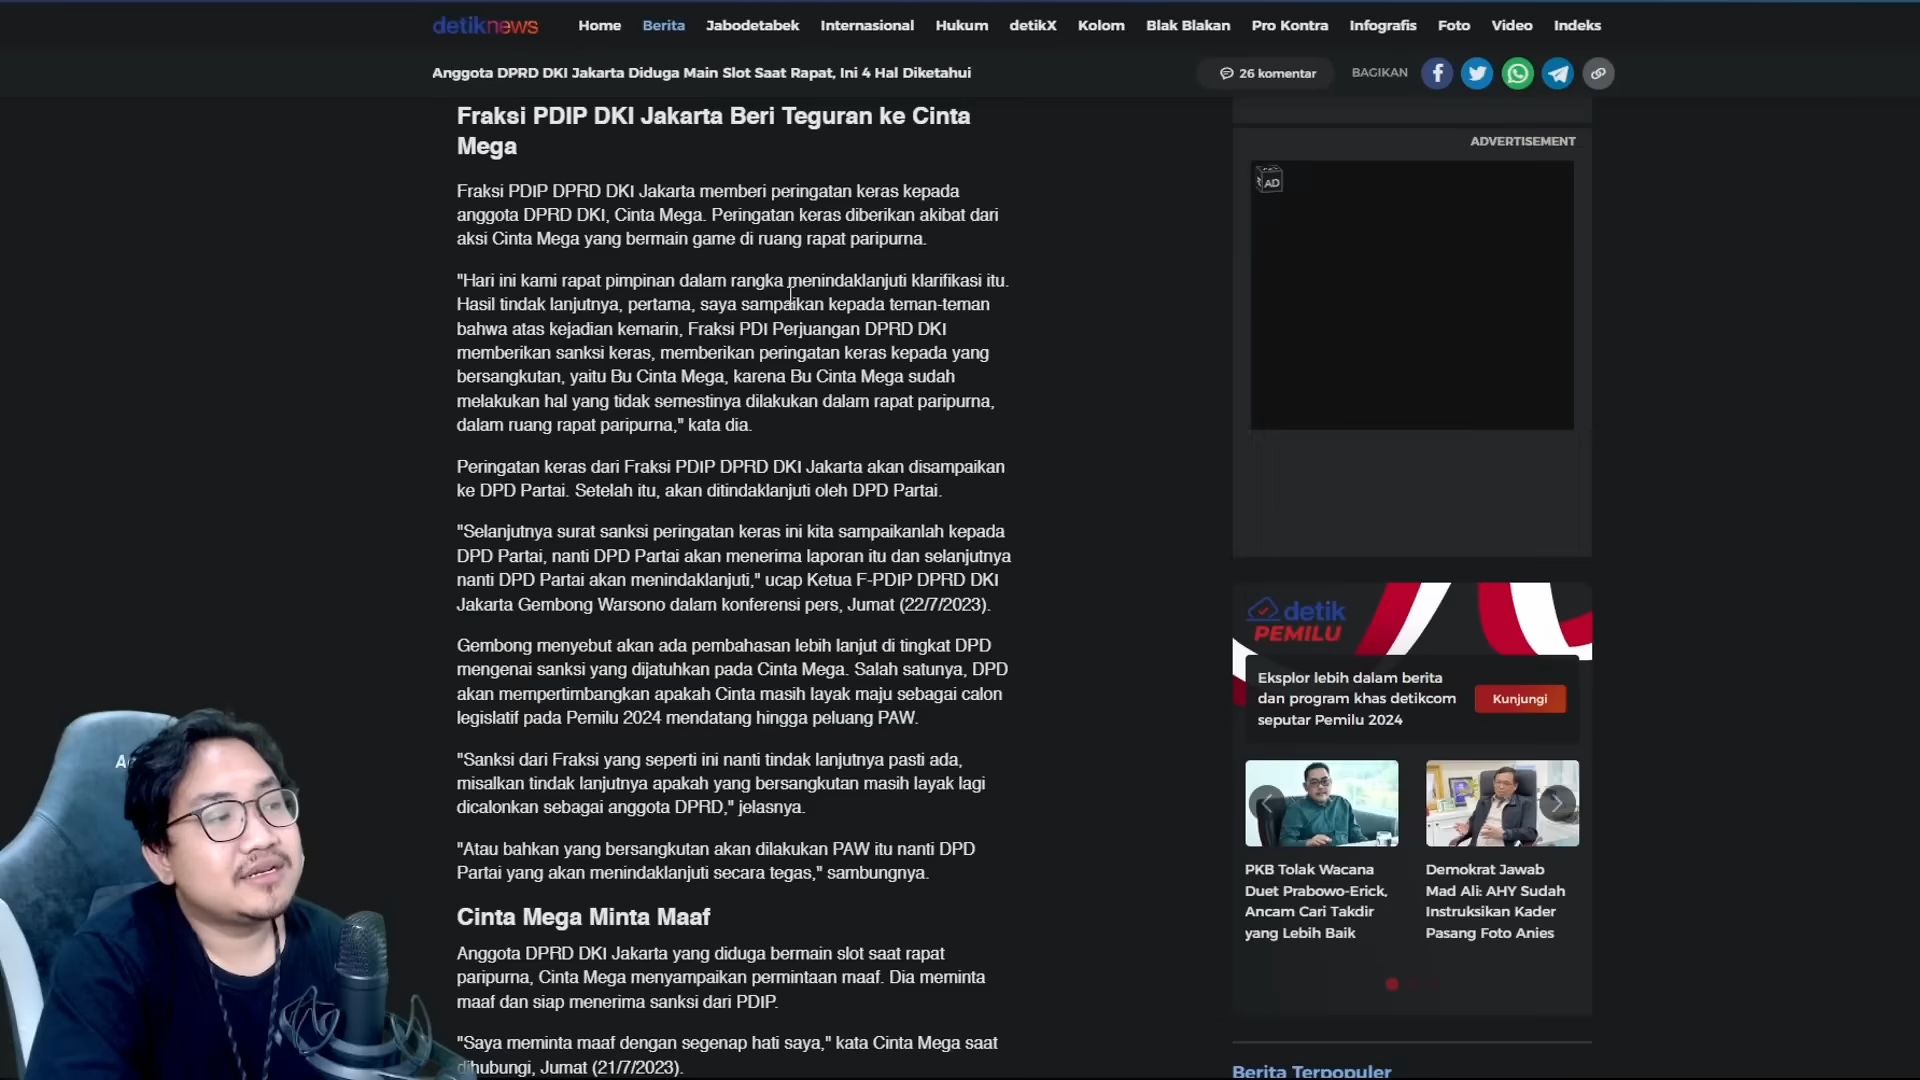 detiknews
Home Berita Jabodetabek Internasional Hukum detikX Kolom Blak Blakan Pro Kontra Infografis Foto Video Indeks
Anggota DPRD DKI Jakarta Diduga Main Slot Saat Rapat, Ini 4 Hal Diketahui
26 komentar
BAGIKAN
Fraksi PDIP DKI Jakarta Beri Teguran ke Cinta
Mega
Fraksi PDIP DPRD DKI Jakarta memberi peringatan keras kepada
anggota DPRD DKI, Cinta Mega. Peringatan keras diberikan akibat dari
aksi Cinta Mega yang bermain game di ruang rapat paripurna.
"Hari ini kami rapat pimpinan dalam rangka menindaklanjuti klarifikasi itu.
Hasil tindak lanjutnya, pertama, saya sampaikan kepada teman-teman
bahwa atas kejadian kemarin, Fraksi PDI Perjuangan DPRD DKI
memberikan sanksi keras, memberikan peringatan keras kepada yang
bersangkutan, yaitu Bu Cinta Mega, karena Bu Cinta Mega sudah
melakukan hal yang tidak semestinya dilakukan dalam rapat paripurna,
dalam ruang rapat paripurna," kata dia.
Peringatan keras dari Fraksi PDIP DPRD DKI Jakarta akan disampaikan
ke DPD Partai. Setelah itu, akan ditindaklanjuti oleh DPD Partai.
"Selanjutnya surat sanksi peringatan keras ini kita sampaikanlah kepada
DPD Partai, nanti DPD Partai akan menerima laporan itu dan selanjutnya
nanti DPD Partai akan menindaklanjuti," ucap Ketua F-PDIP DPRD DKI
Jakarta Gembong Warsono dalam konferensi pers, Jumat (22/7/2023).
Gembong menyebut akan ada pembahasan lebih lanjut di tingkat DPD
mengenai sanksi yang dijatuhkan pada Cinta Mega. Salah satunya, DPD
akan mempertimbangkan apakah Cinta masih layak maju sebagai calon
legislatif pada Pemilu 2024 mendatang hingga peluang PAW.
"Sanksi dari Fraksi yang seperti ini nanti tindak lanjutnya pasti ada,
misalkan tindak lanjutnya apakah yang bersangkutan masih layak lagi
dicalonkan sebagai anggota DPRD," jelasnya.
"Atau bahkan yang bersangkutan akan dilakukan PAW itu nanti DPD
Partai yang akan menindaklanjuti secara tegas," sambungnya.
Cinta Mega Minta Maaf
Anggota DPRD DKI Jakarta yang diduga bermain slot saat rapat
paripurna, Cinta Mega menyampaikan permintaan maaf. Dia meminta
maaf dan siap menerima sanksi dari PDIP.
"Saya meminta maaf dengan segenap hati saya," kata Cinta Mega saat
dihubungi, Jumat (21/7/2023).
ADVERTISEMENT
AD
detik
PEMILU
Eksplor lebih dalam berita
dan program khas detikcom
seputar Pemilu 2024
Kunjungi
PKB Tolak Wacana
Duet Prabowo-Erick,
Ancam Cari Takdir
yang Lebih Baik
Demokrat Jawab
Mad Ali: AHY Sudah
Instruksikan Kader
Pasang Foto Anies
Berita Terpopuler